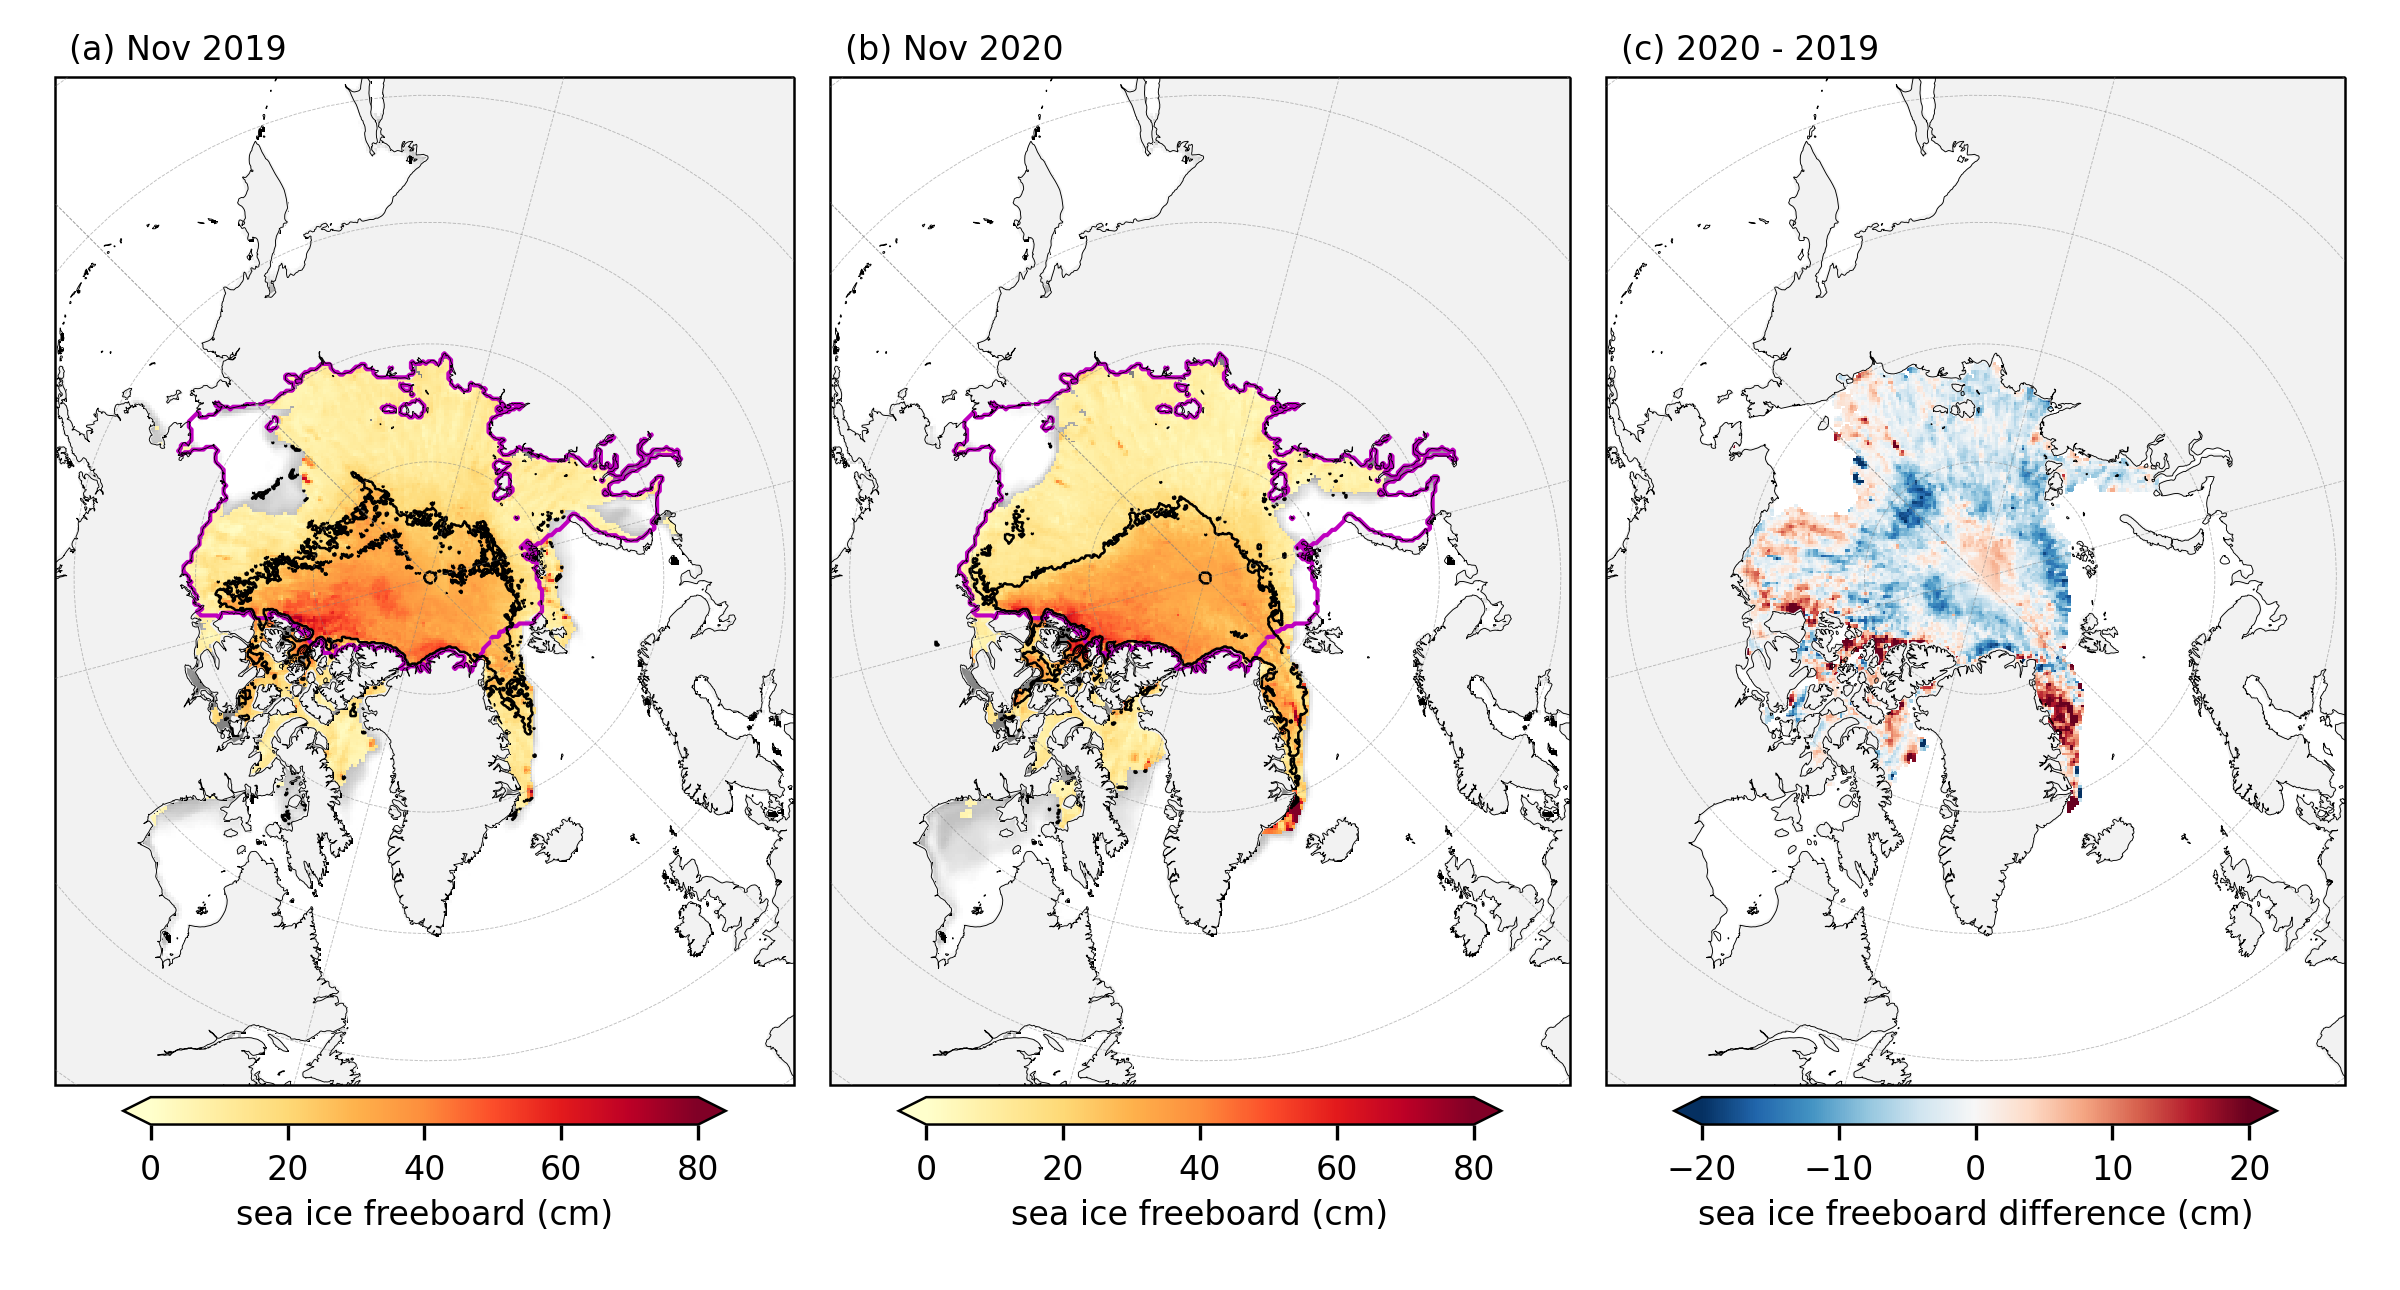 (a) Nov 2019
(b) Nov 2020
(c) 2020 - 2019
0 20 40 60 80
sea ice freeboard (cm)
0 20 40 60 80
sea ice freeboard (cm)
−20 −10 0 10 20
sea ice freeboard difference (cm)